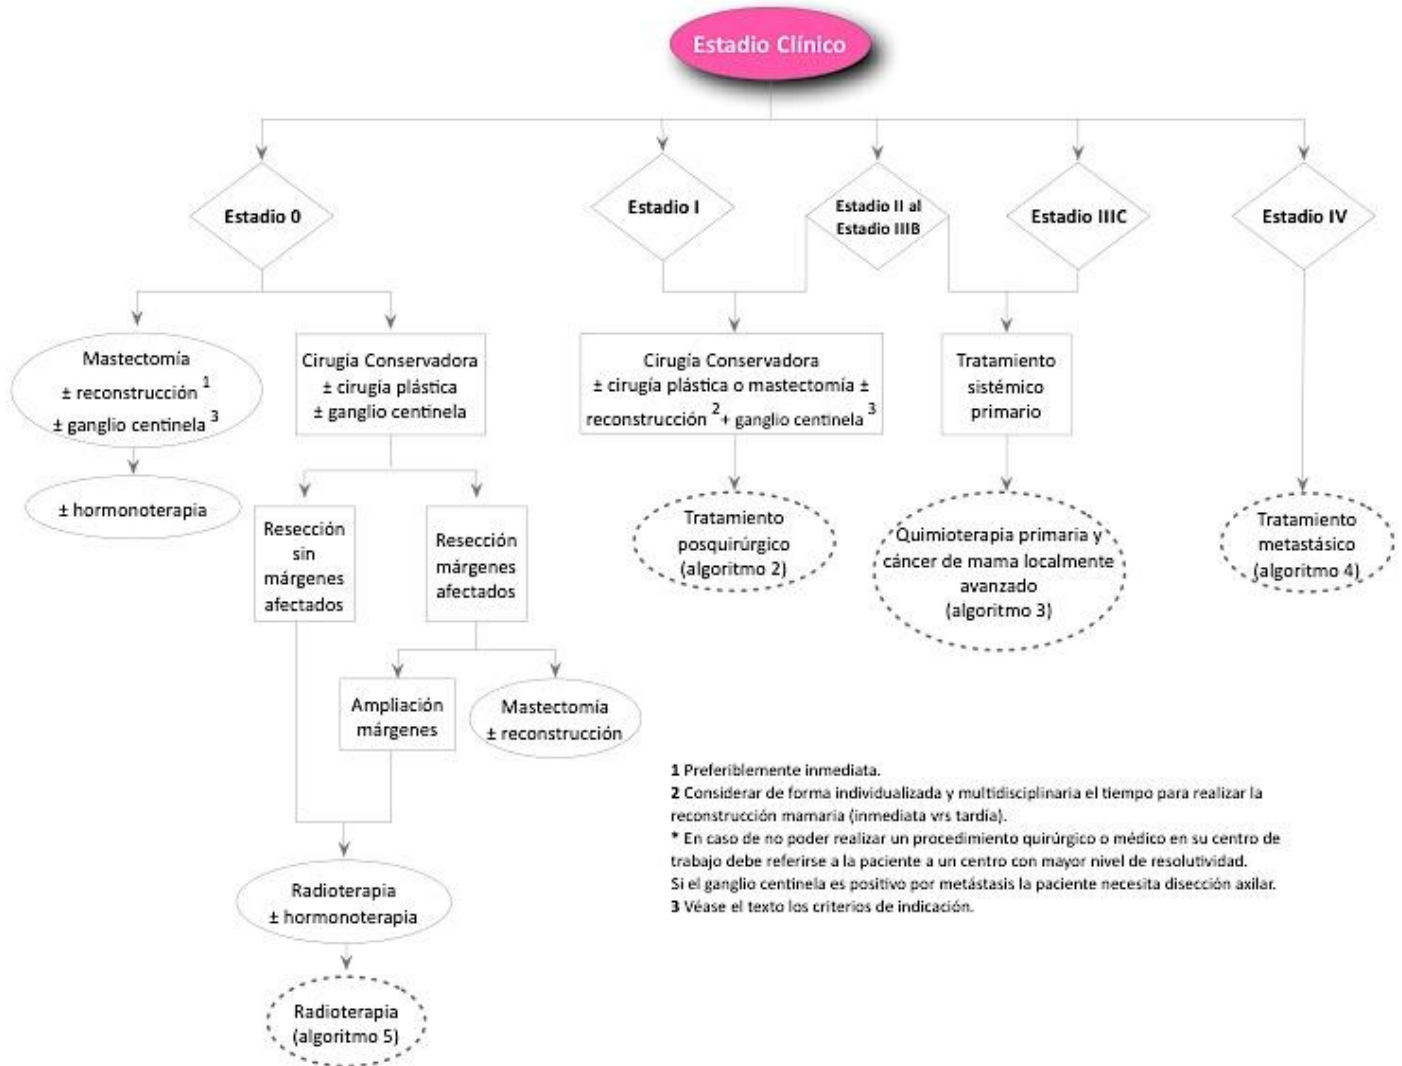 Estadio Clínico
Estadio 0
Estadio I
Estadio II al
Estadio IIIB
Estadio IIIC
Estadio IV
Mastectomía
± reconstrucción 1
± ganglio centinela 3
Cirugía Conservadora
± cirugía plástica
± ganglio centinela
Cirugía Conservadora
± cirugía plástica o mastectomía ±
reconstrucción 2 + ganglio centinela 3
Tratamiento
sistémico
primario
± hormonoterapia
Resección
sin
márgenes
afectados
Resección
márgenes
afectados
Tratamiento
posquirúrgico
(algoritmo 2)
Quimioterapia primaria y
cáncer de mama localmente
avanzado
(algoritmo 3)
Tratamiento
metastásico
(algoritmo 4)
Ampliación
márgenes
Mastectomía
± reconstrucción
1 Preferiblemente inmediata.
2 Considerar de forma individualizada y multidisciplinaria el tiempo para realizar la
reconstrucción mamaria (inmediata vrs tardía).
* En caso de no poder realizar un procedimiento quirúrgico o médico en su centro de
trabajo debe referirse a la paciente a un centro con mayor nivel de resolutividad.
Si el ganglio centinela es positivo por metástasis la paciente necesita disección axilar.
3 Véase el texto los criterios de indicación.
Radioterapia
± hormonoterapia
Radioterapia
(algoritmo 5)